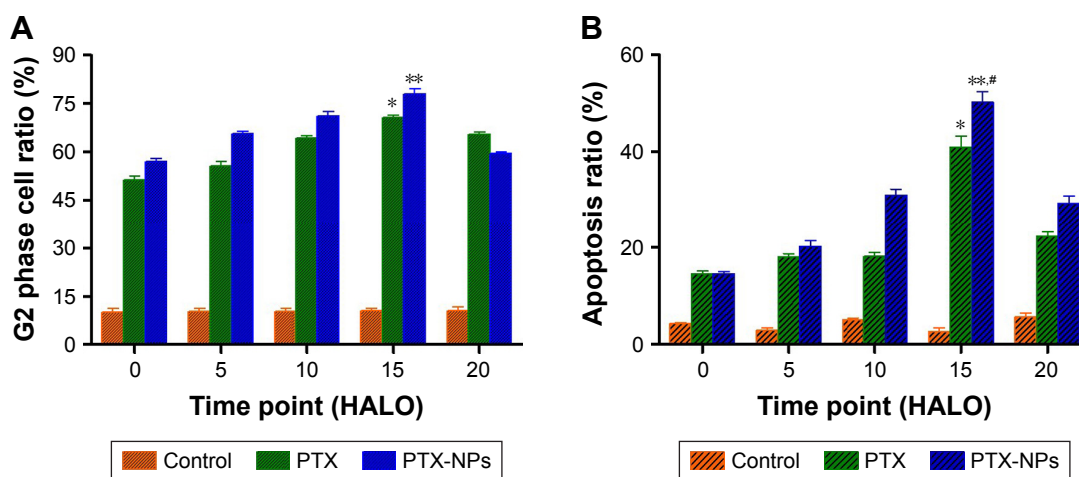 A
G2 phase cell ratio (%)
90
75
60
45
30
15
0
*
**
0 5 10 15 20
Time point (HALO)
Control PTX PTX-NPs
B
Apoptosis ratio (%)
60
40
20
0
*
**,#
0 5 10 15 20
Time point (HALO)
Control PTX PTX-NPs